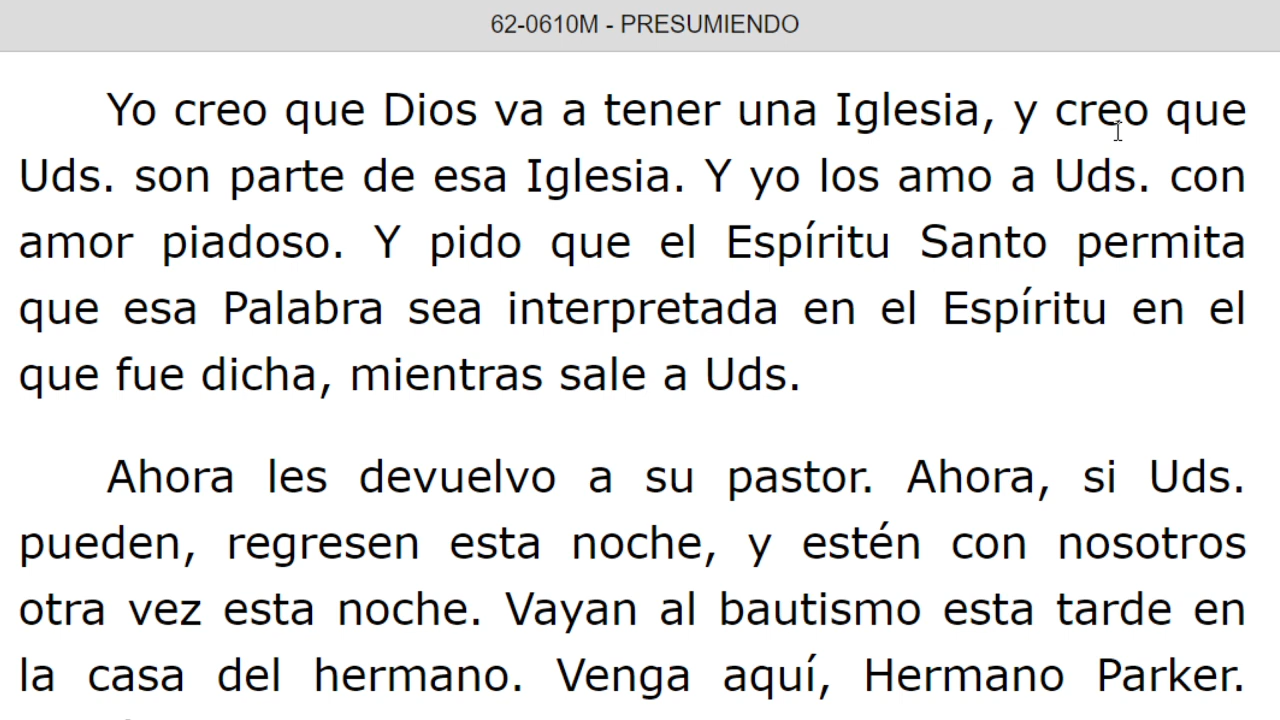 62-0610M - PRESUMIENDO
Yo creo que Dios va a tener una Iglesia, y creo que
Uds. son parte de esa Iglesia. Y yo los amo a Uds. con
amor piadoso. Y pido que el Espíritu Santo permita
que esa Palabra sea interpretada en el Espíritu en el
que fue dicha, mientras sale a Uds.
Ahora les devuelvo a su pastor. Ahora, si Uds.
pueden, regresen esta noche, y estén con nosotros
otra vez esta noche. Vayan al bautismo esta tarde en
la casa del hermano. Venga aquí, Hermano Parker.